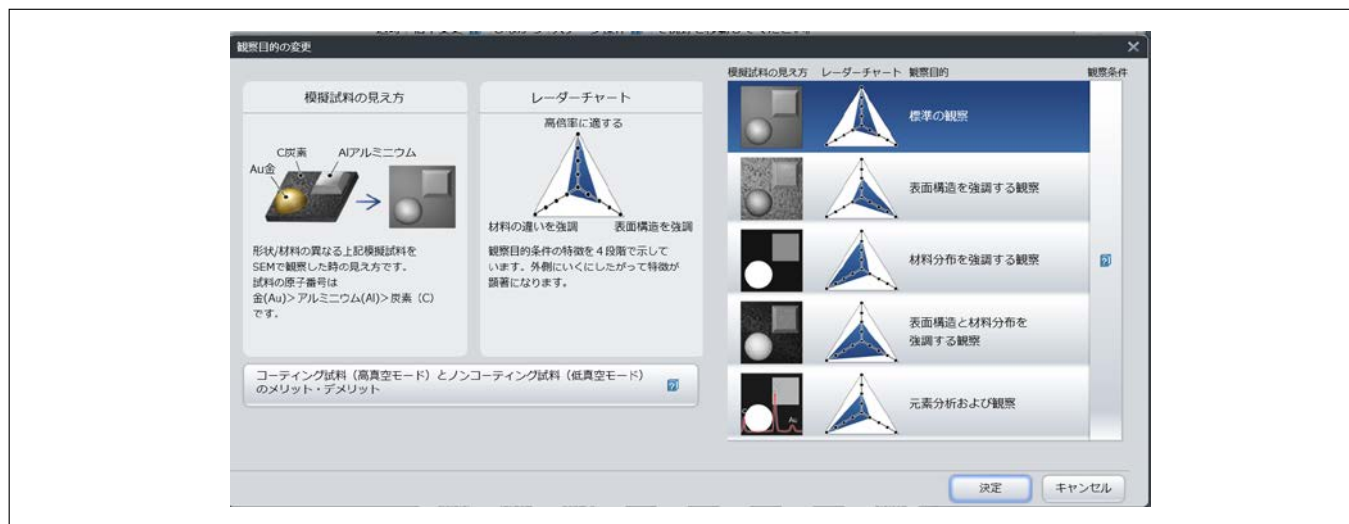 観察目的の変更
模擬試料の見え方
C炭素
Alアルミニウム
Au金
形状/材料の異なる上記模擬試料を
SEMで観察した時の見え方です。
試料の原子番号は
金(Au)>アルミニウム(Al)>炭素（C）
です。
レーダーチャート
高倍率に適する
材料の違いを強調
表面構造を強調
観察目的条件の特徴を４段階で示して
います。外側にいくにしたがって特徴が
顕著になります。
コーティング試料（高真空モード）とノンコーティング試料（低真空モード）
のメリット・デメリット
模擬試料の見え方 レーダーチャート 観察目的 観察条件
標準の観察
表面構造を強調する観察
材料分布を強調する観察
表面構造と材料分布を
強調する観察
元素分析および観察
Au
決定
キャンセル